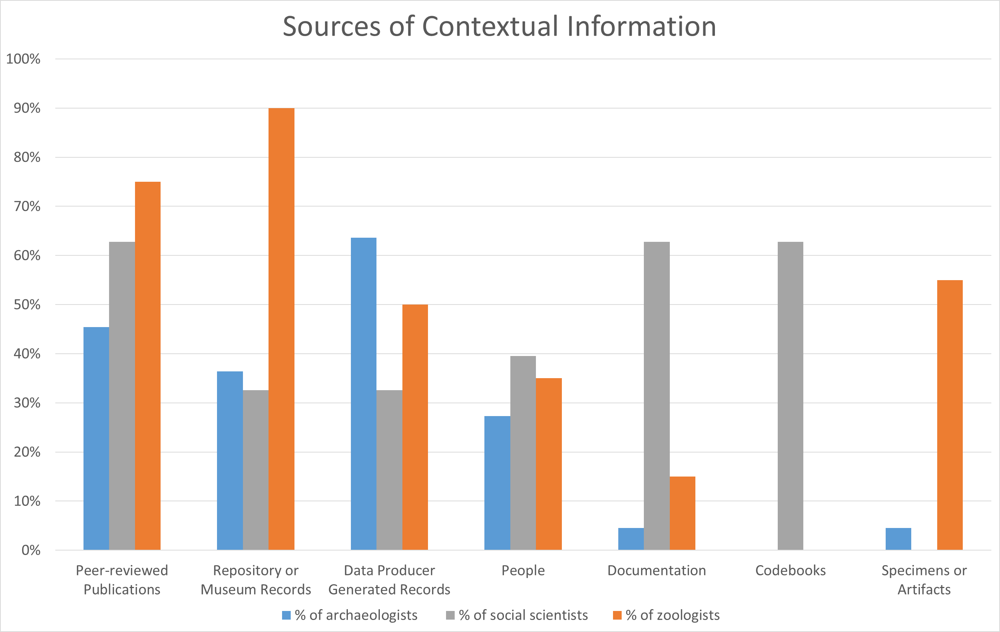 Sources of Contextual Information
100%
90%
80%
70%
60%
50%
40%
30%
20%
10%
0%
Peer-reviewed
Publications
Repository or
Museum Records
Data Producer
Generated Records
People
Documentation
Codebooks
Specimens or
Artifacts
% of archaeologists
% of social scientists
% of zoologists